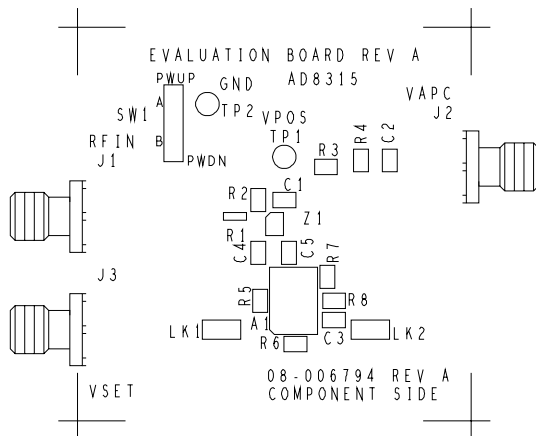 EVALUATION BOARD REV A
AD8315
PWUP
GND
A
SW1
TP2
VAPC
J2
VPOS
TP1
RFIN
B
J1
PWDN
R3
R4
C2
R2
C1
Z1
R1
C4
C5
R7
J3
R5
R8
A1
LK1
C3
LK2
R6
VSET
08-006794 REV A
COMPONENT SIDE